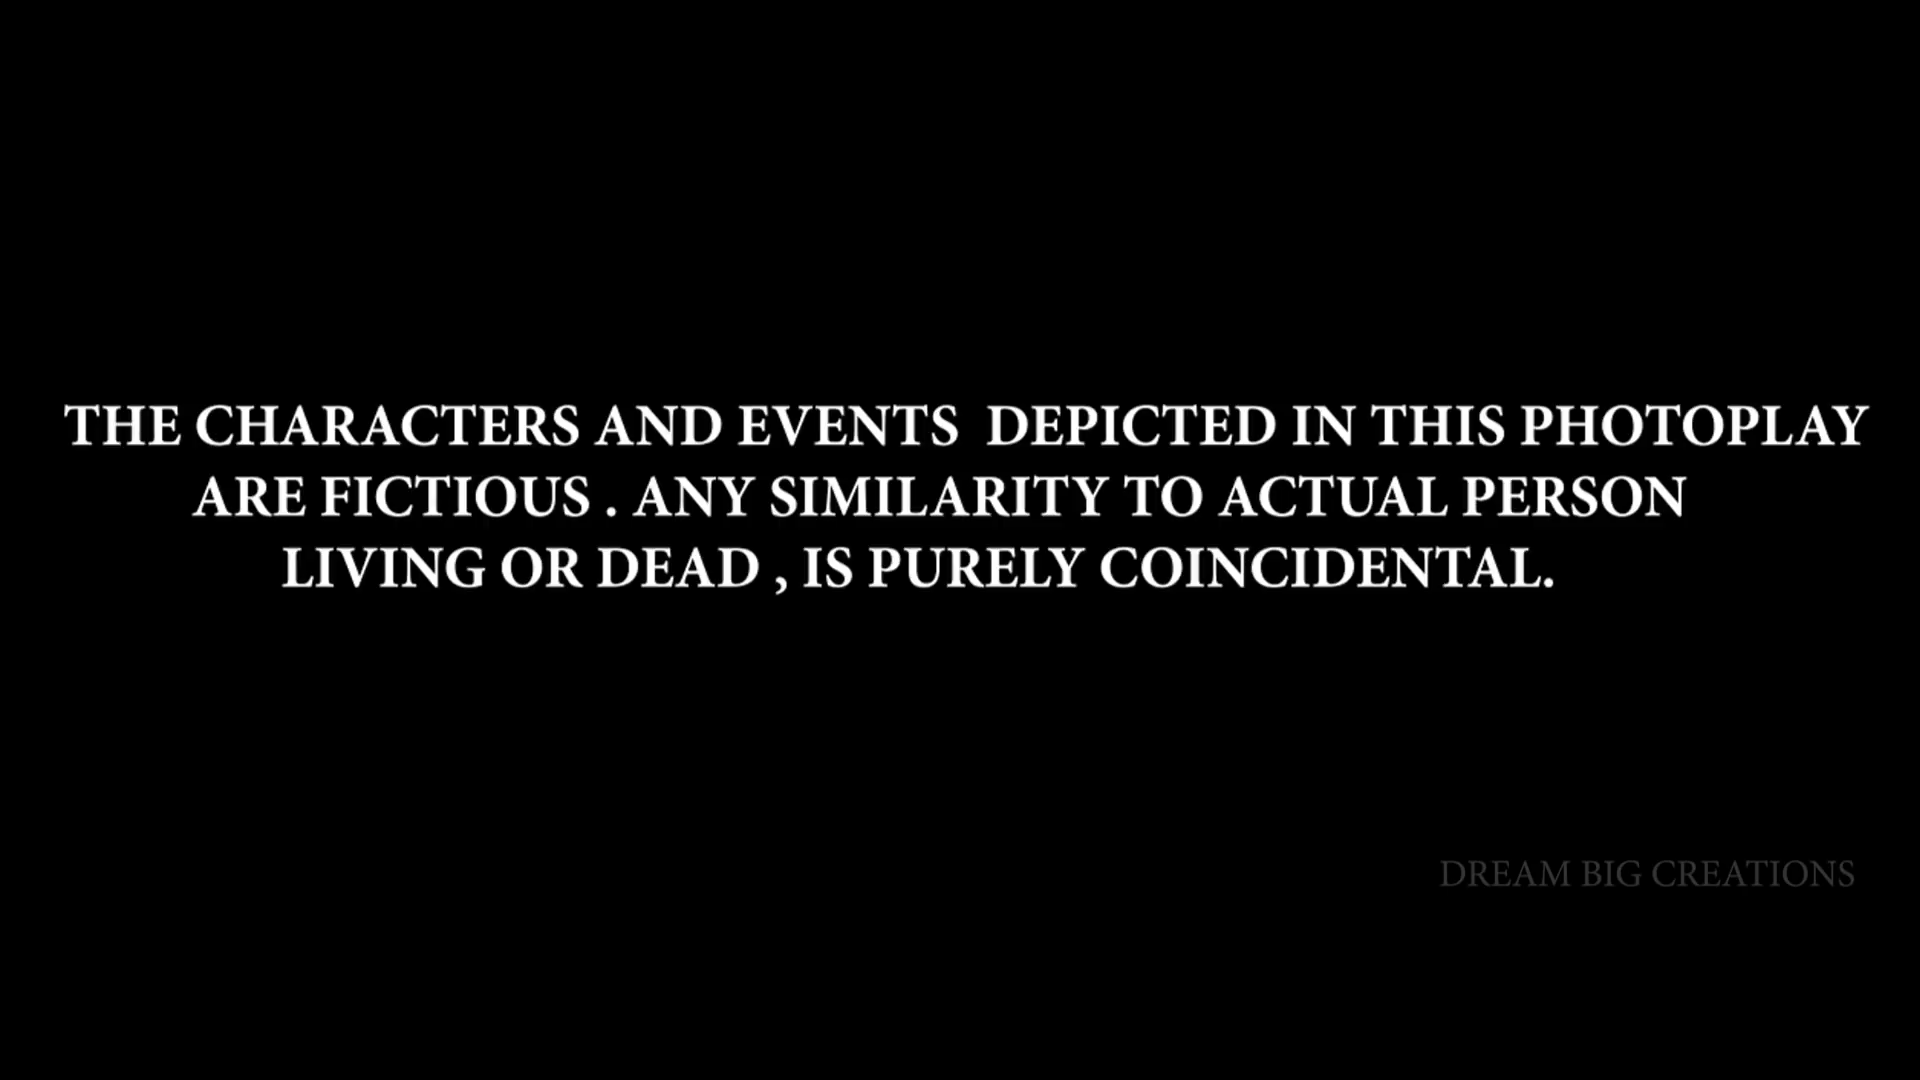 THE CHARACTERS AND EVENTS  DEPICTED IN THIS PHOTOPLAY
ARE FICTIOUS . ANY SIMILARITY TO ACTUAL PERSON
LIVING OR DEAD , IS PURELY COINCIDENTAL.
DREAM BIG CREATIONS